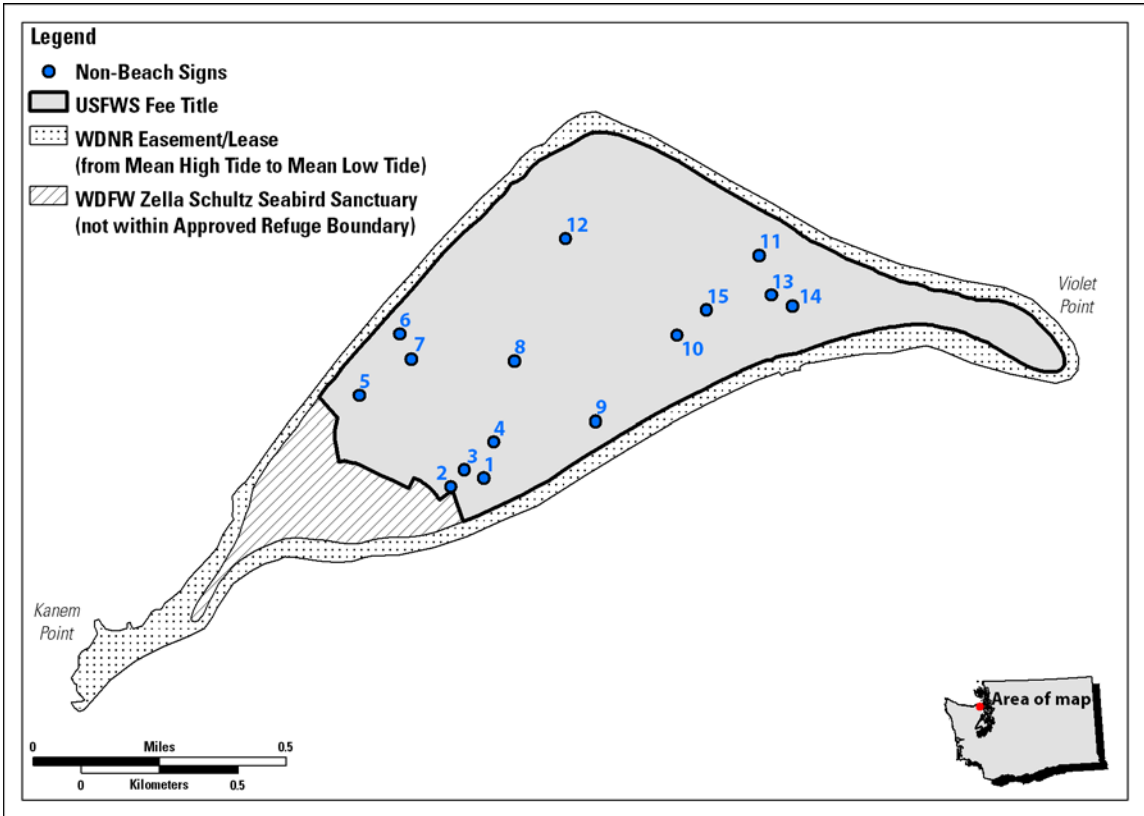 Legend
Non-Beach Signs
USFWS Fee Title
WDNR Easement/Lease
(from Mean High Tide to Mean Low Tide)
WDFW Zella Schultz Seabird Sanctuary
(not within Approved Refuge Boundary)
12
11
13
14
15
10
Violet
Point
6
7
8
5
9
4
3
1
2
Kanem
Point
Area of map
0 Miles 0.5
0 Kilometers 0.5